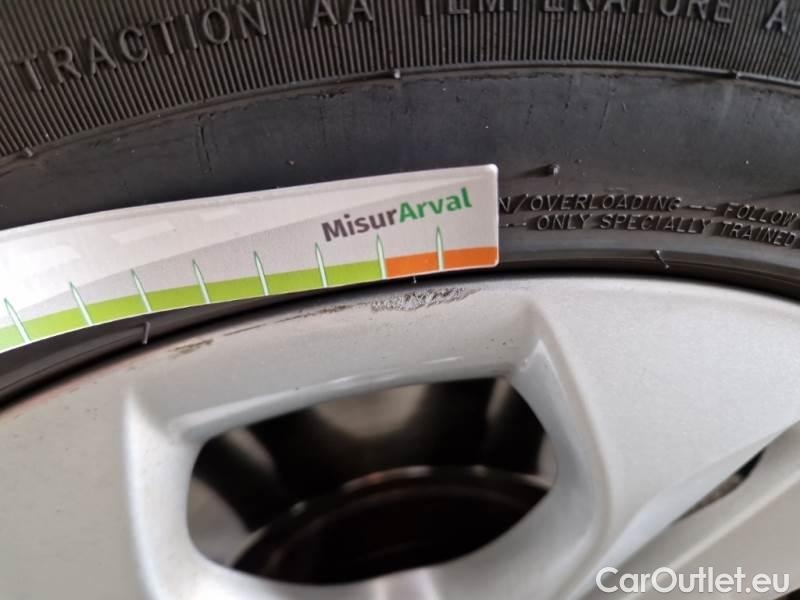 TRACTION AA TEMPERATURE A
MisurArval
N/OVERLOADING -- FOLLOW
-- ONLY SPECIALLY TRAINED
CarOutlet.eu